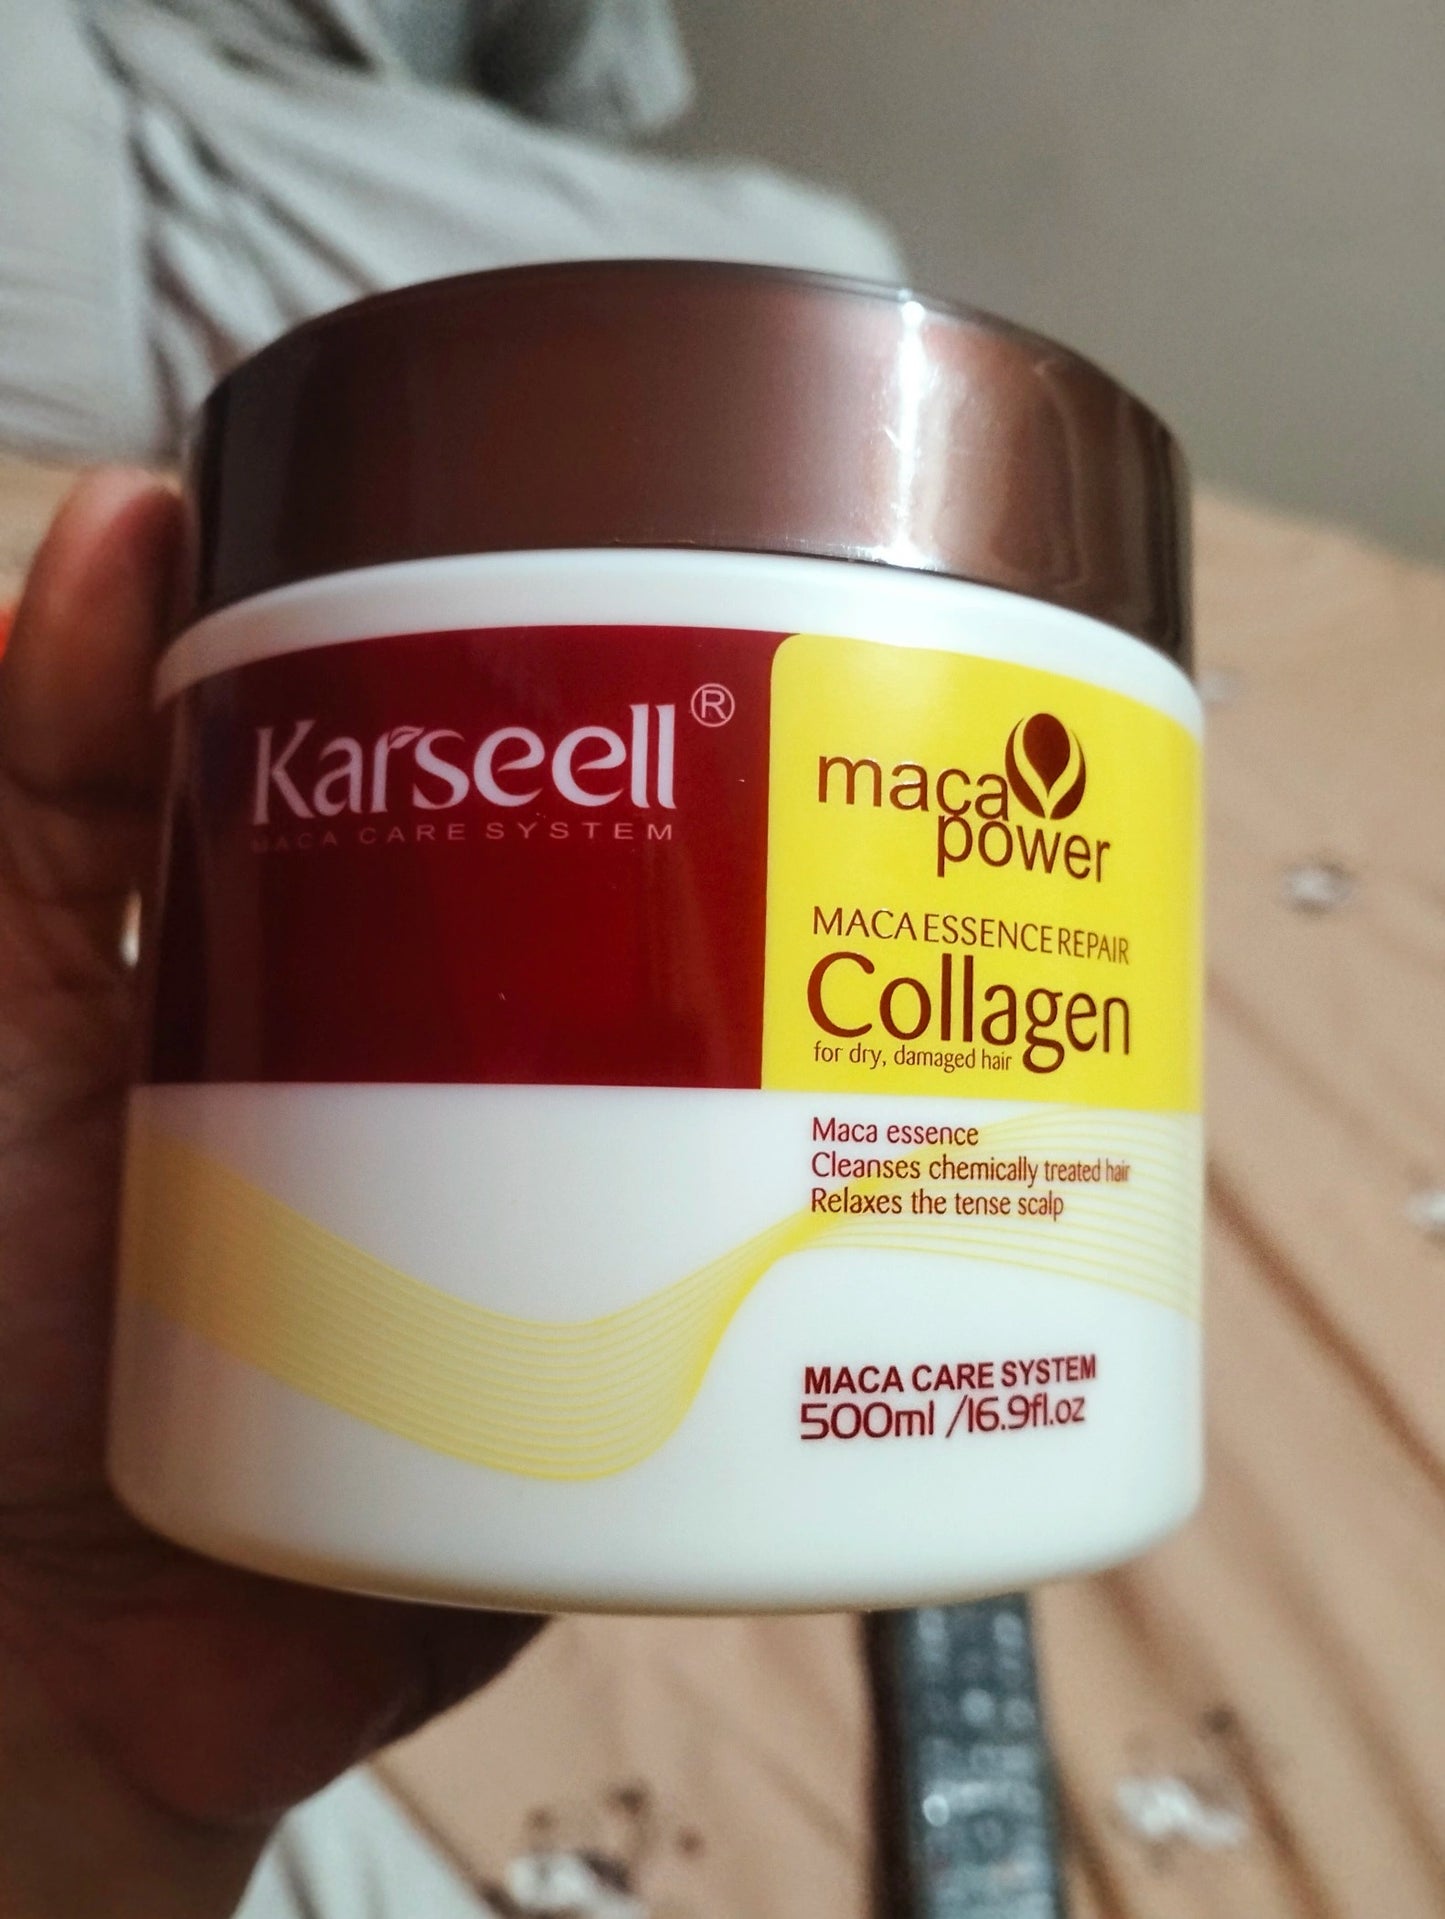 Karseell®
MACA CARE SYSTEM
maca
power
MACA ESSENCE REPAIR
Collagen
for dry, damaged hair
Maca essence
Cleanses chemically treated hair
Relaxes the tense scalp
MACA CARE SYSTEM
500ml /16.9fl.oz